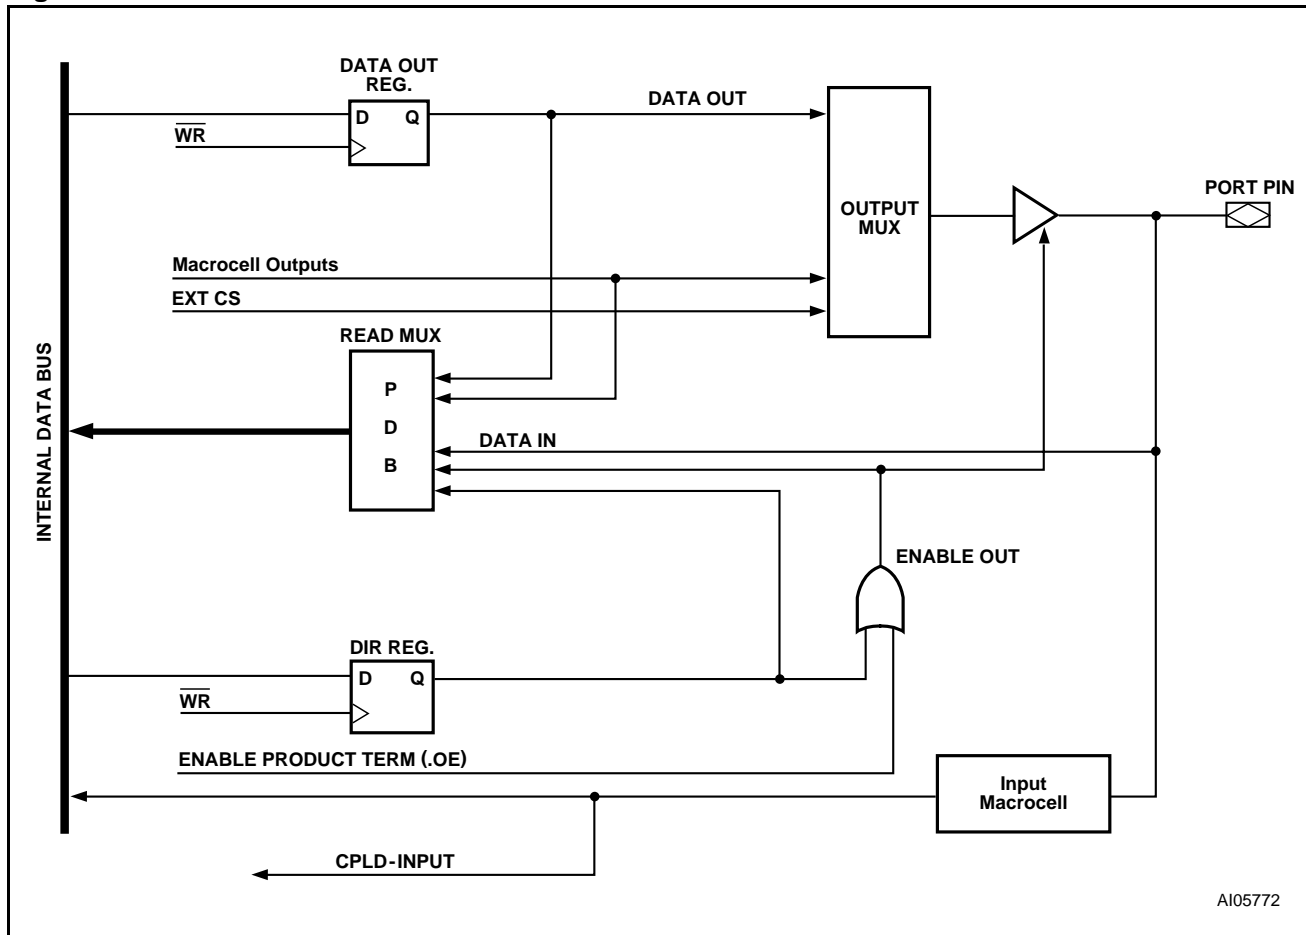 DATA OUT
REG.
DATA OUT
D
Q
WR
PORT PIN
OUTPUT
MUX
Macrocell Outputs
EXT CS
READ MUX
P
D
B
DATA IN
INTERNAL DATA BUS
ENABLE OUT
DIR REG.
D
Q
WR
ENABLE PRODUCT TERM (.OE)
Input
Macrocell
CPLD-INPUT
AI05772